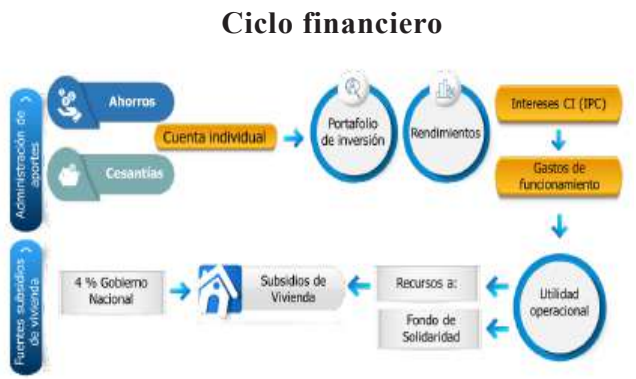 Ciclo financiero
Administración de
aportes
Ahorros
Cesantías
Cuenta individual
Portafolio
de inversión
Rendimientos
Intereses CI (IPC)
Gastos de
funcionamiento
Fuentes subsidios
de vivienda
4 % Gobierno
Nacional
Subsidios de
Vivienda
Recursos a:
Fondo de
Solidaridad
Utilidad
operacional